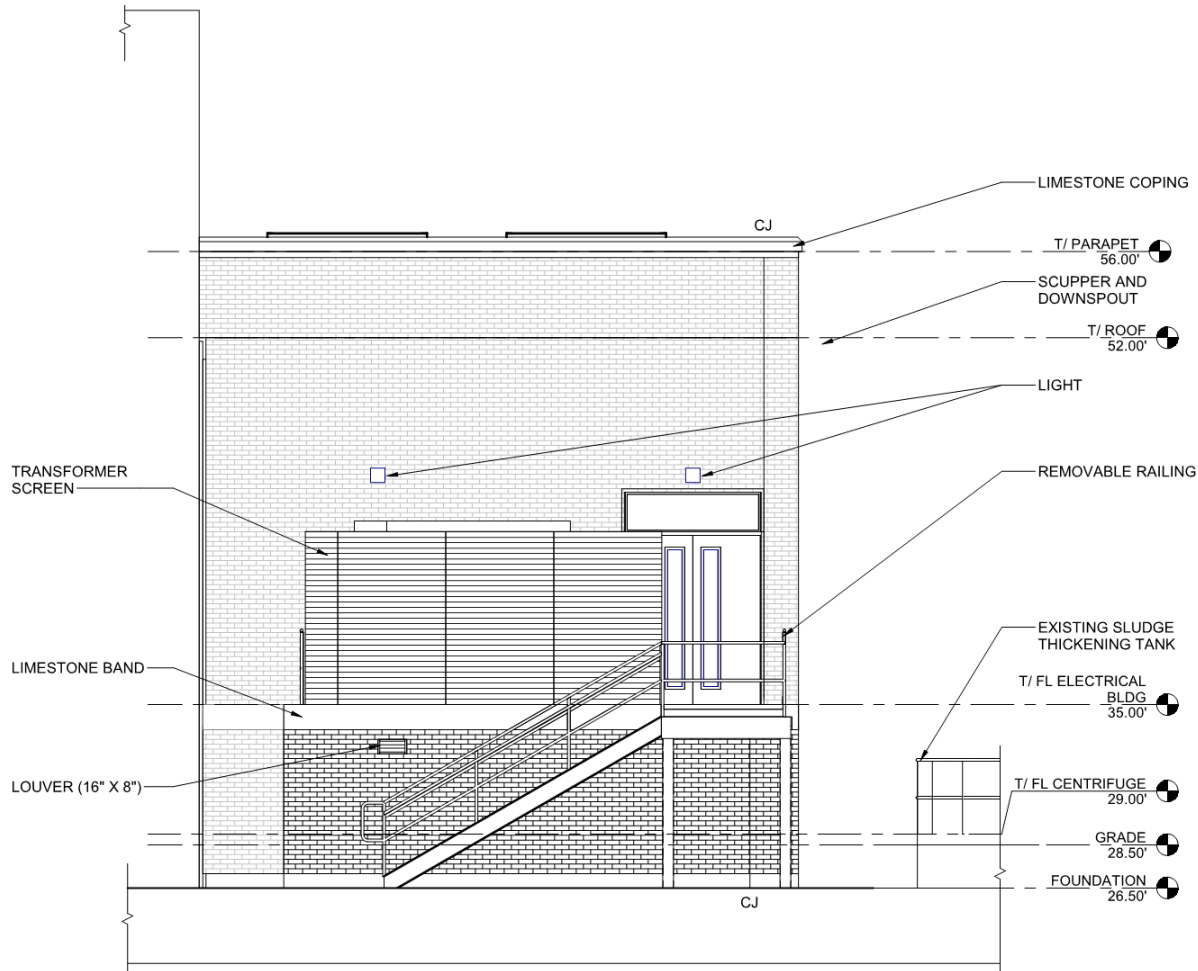 LIMESTONE COPING
CJ
T/ PARAPET
56.00'
SCUPPER AND
DOWNSPOUT
T/ ROOF
52.00'
LIGHT
TRANSFORMER
SCREEN
REMOVABLE RAILING
EXISTING SLUDGE
THICKENING TANK
LIMESTONE BAND
T/ FL ELECTRICAL
BLDG
35.00'
LOUVER (16" X 8")
T/ FL CENTRIFUGE
29.00'
GRADE
28.50'
FOUNDATION
26.50'
CJ